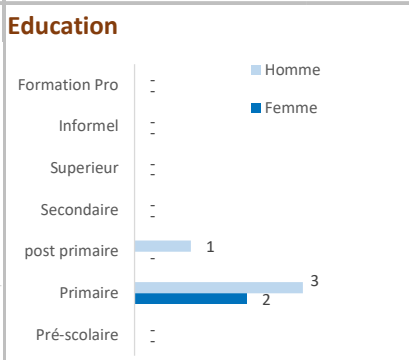 Education
Homme
Femme
Formation Pro - -
Informel - -
Superieur - -
Secondaire - -
post primaire 1 -
Primaire 3 2
Pré-scolaire - -